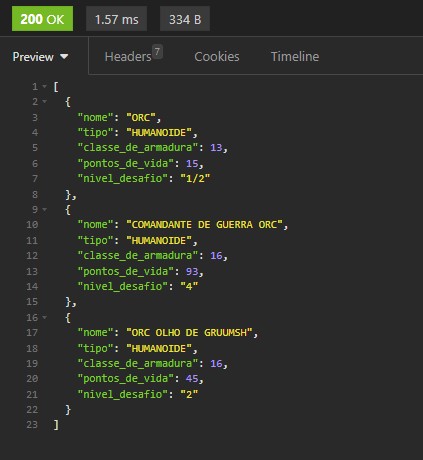 200 OK 1.57 ms 334 B
Preview Headers 7 Cookies Timeline
1 [
2 {
3 "nome": "ORC",
4 "tipo": "HUMANOIDE",
5 "classe_de_armadura": 13,
6 "pontos_de_vida": 15,
7 "nivel_desafio": "1/2"
8 },
9 {
10 "nome": "COMANDANTE DE GUERRA ORC",
11 "tipo": "HUMANOIDE",
12 "classe_de_armadura": 16,
13 "pontos_de_vida": 93,
14 "nivel_desafio": "4"
15 },
16 {
17 "nome": "ORC OLHO DE GRUUMSH",
18 "tipo": "HUMANOIDE",
19 "classe_de_armadura": 16,
20 "pontos_de_vida": 45,
21 "nivel_desafio": "2"
22 }
23 ]